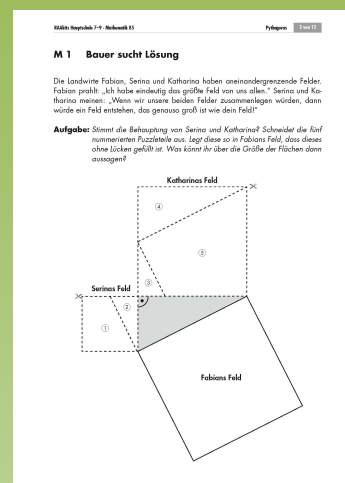 RAAbits Hauptschule 7–9 · Mathematik 85
Pythagoras 2 von 12
M 1 Bauer sucht Lösung
Die Landwirte Fabian, Serina und Katharina haben aneinandergrenzende Felder.
Fabian prahlt: „Ich habe eindeutig das größte Feld von uns allen.“ Serina und Ka-
tharina meinen: „Wenn wir unsere beiden Felder zusammenlegen würden, dann
würde ein Feld entstehen, das genauso groß ist wie dein Feld!“
Aufgabe: Stimmt die Behauptung von Serina und Katharina? Schneidet die fünf
nummerierten Puzzleteile aus. Legt diese so in Fabians Feld, dass dieses
ohne Lücken gefüllt ist. Was könnt ihr über die Größe der Flächen dann
aussagen?
Katharinas Feld
④
⑤
③
Serinas Feld
②
①
Fabians Feld